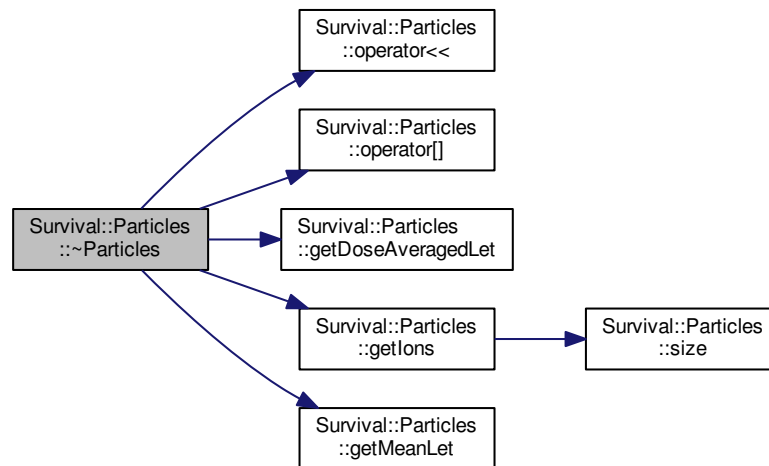 Survival::Particles
::operator<<
Survival::Particles
::operator[]
Survival::Particles
::~Particles
Survival::Particles
::getDoseAveragedLet
Survival::Particles
::getIons
Survival::Particles
::size
Survival::Particles
::getMeanLet